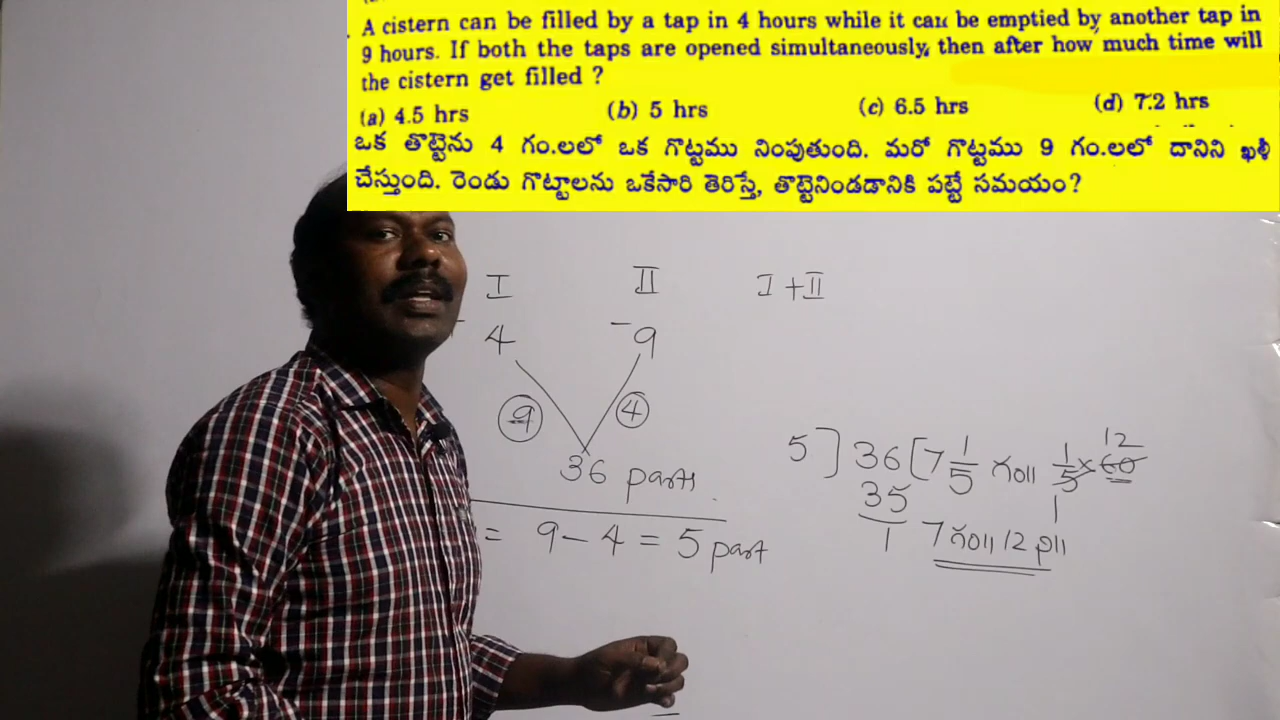 A cistern can be filled by a tap in 4 hours while it can be emptied by another tap in
9 hours. If both the taps are opened simultaneously, then after how much time will
the cistern get filled ?
(a) 4.5 hrs (b) 5 hrs (c) 6.5 hrs (d) 7.2 hrs
ఒక తొట్టెను 4 గం.లలో ఒక గొట్టము నింపుతుంది. మరో గొట్టము 9 గం.లలో దానిని ఖాళీ
చేస్తుంది. రెండు గొట్టాలను ఒకేసారి తెరిస్తే, తొట్టెనిండడానికి పట్టే సమయం?
I II I + II
4 - 9
9 4
36 parts
= 9 - 4 = 5 part
12
5 ] 36 [ 7 1/5 గం॥ 1/5 × 60
35 1
1 7 గం॥ 12 ని॥